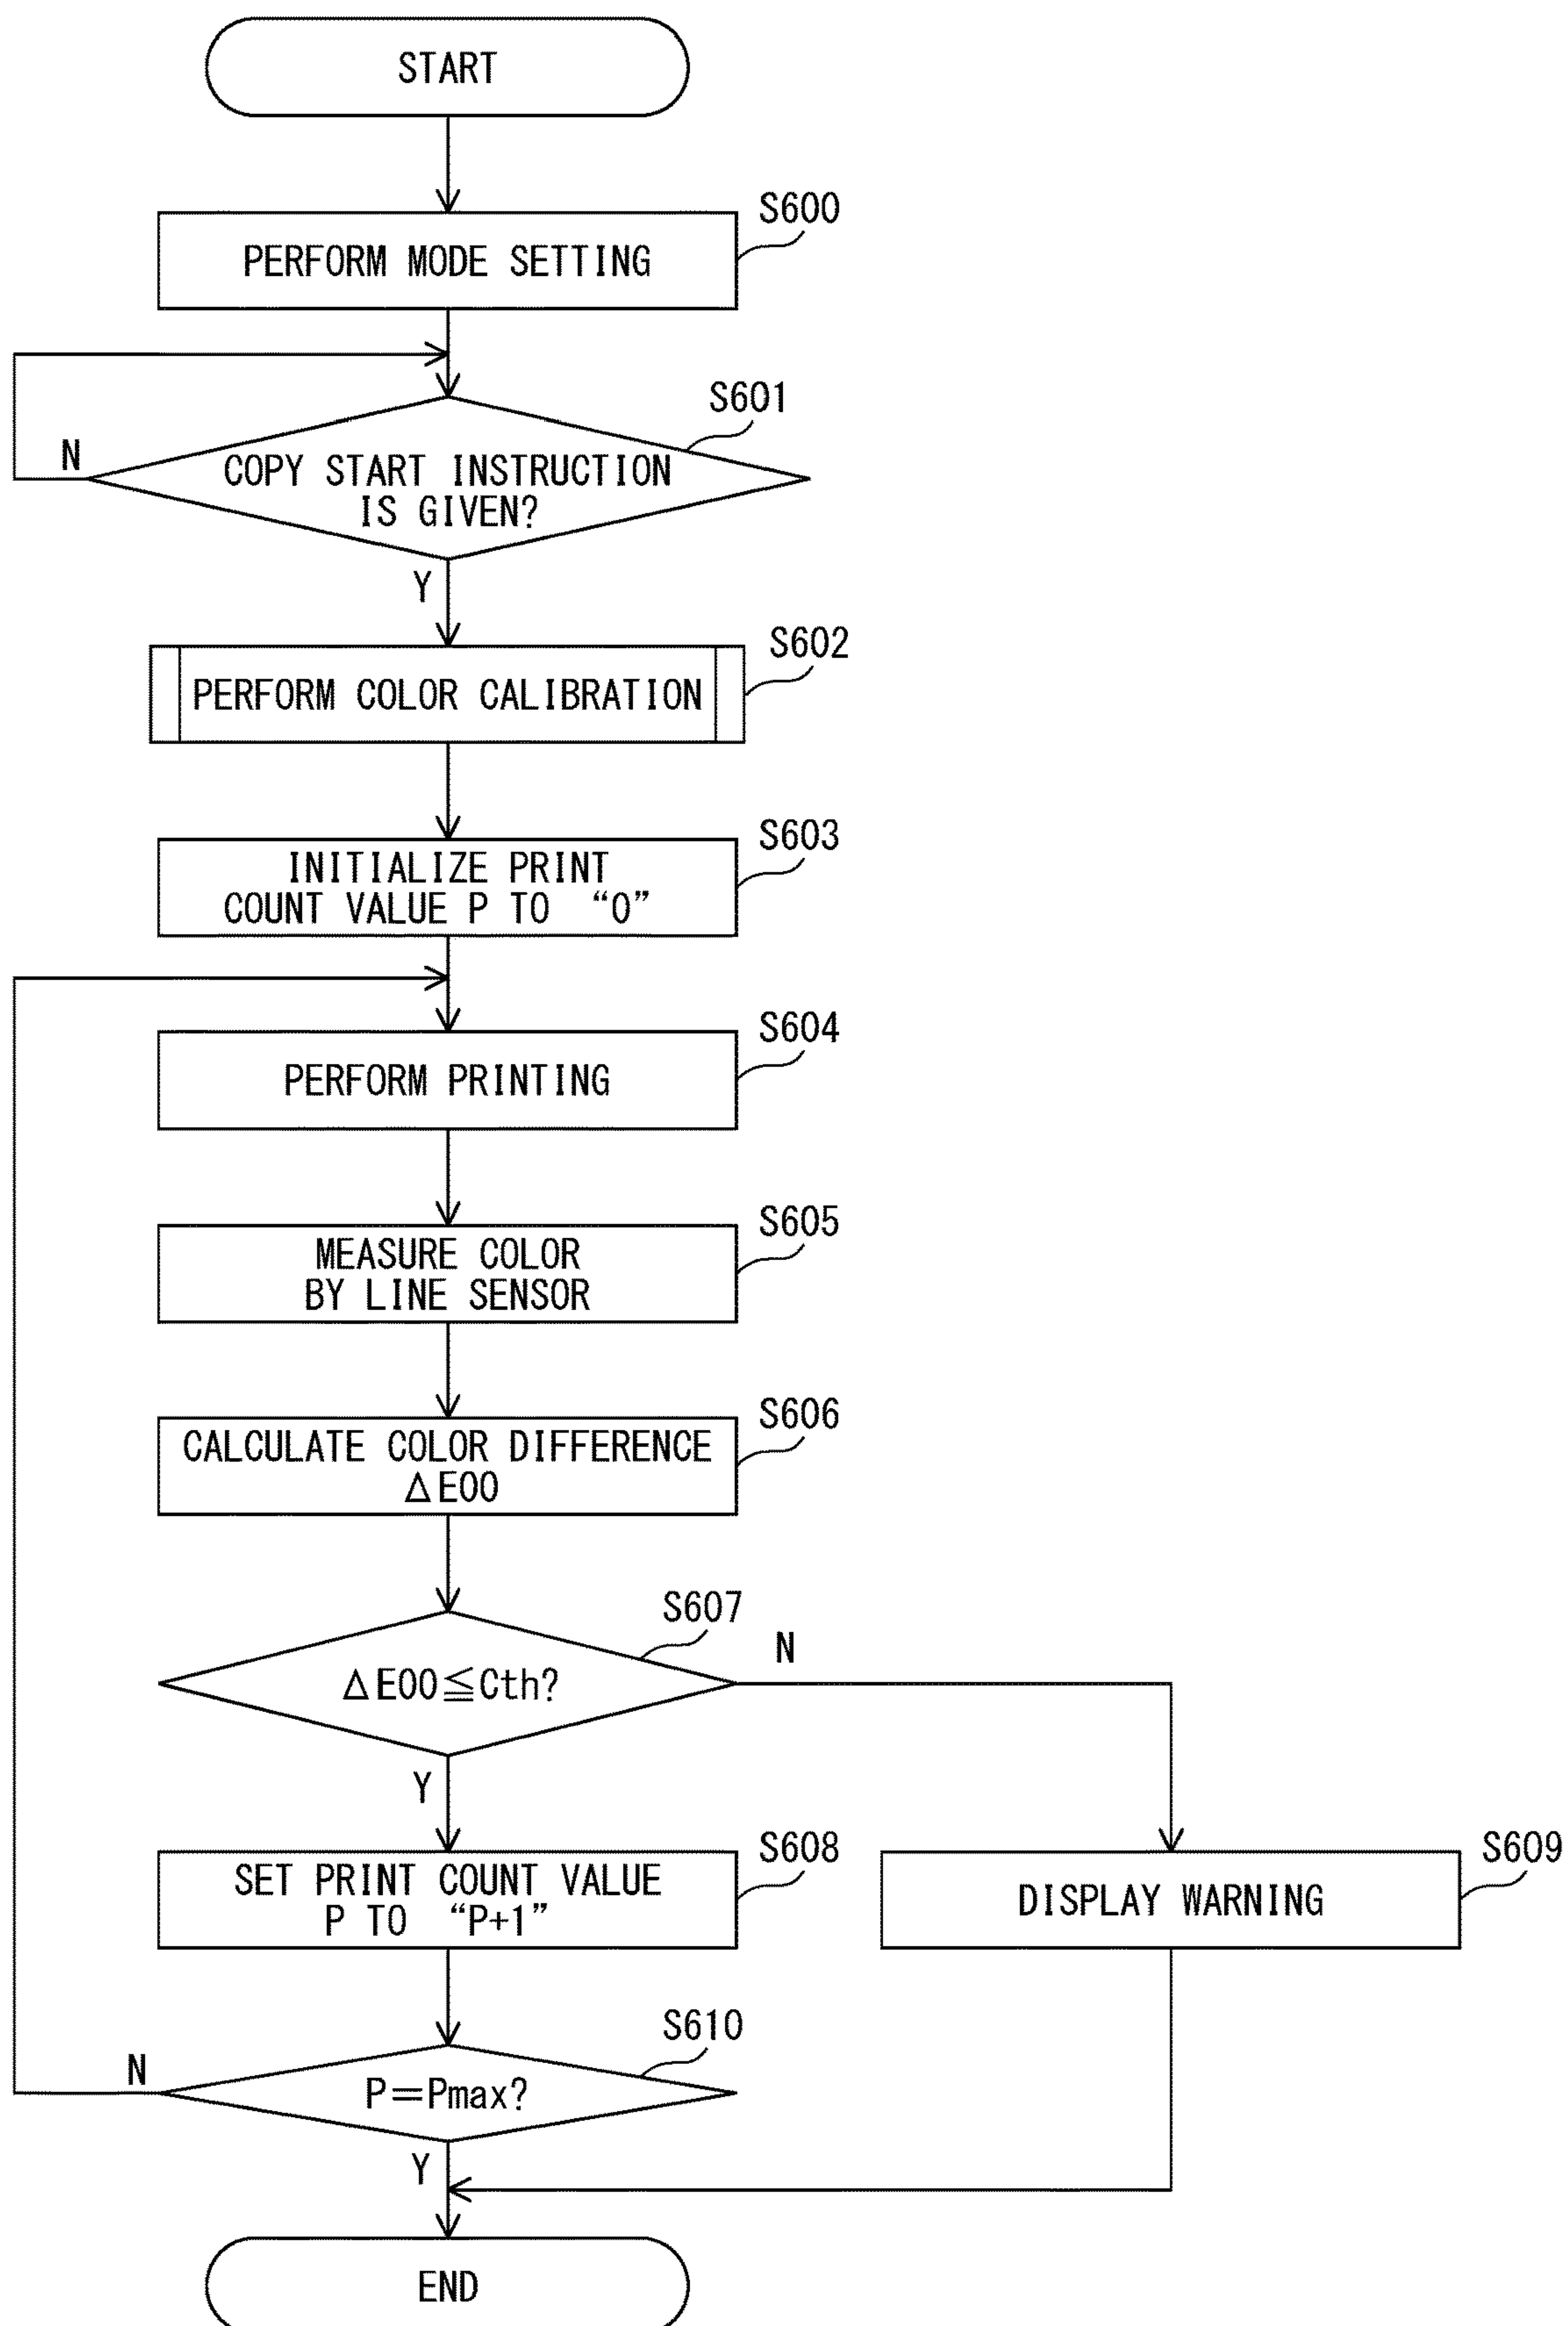 START
S600
PERFORM MODE SETTING
S601
N
COPY START INSTRUCTION
IS GIVEN?
Y
S602
PERFORM COLOR CALIBRATION
S603
INITIALIZE PRINT
COUNT VALUE P TO “0”
S604
PERFORM PRINTING
S605
MEASURE COLOR
BY LINE SENSOR
S606
CALCULATE COLOR DIFFERENCE
ΔE00
S607
N
ΔE00≦Cth?
Y
S608
SET PRINT COUNT VALUE
P TO “P+1”
S609
DISPLAY WARNING
S610
N
P=Pmax?
Y
END